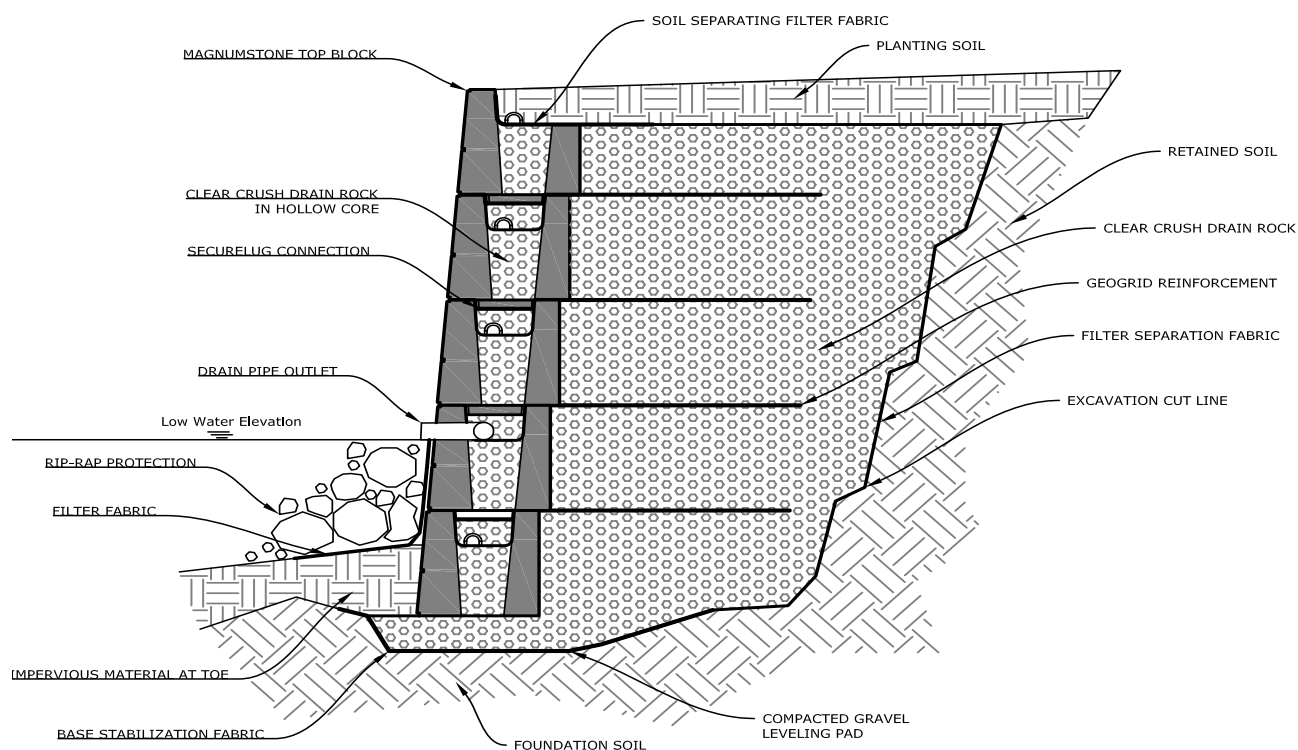 SOIL SEPARATING FILTER FABRIC
PLANTING SOIL
MAGNUMSTONE TOP BLOCK
RETAINED SOIL
CLEAR CRUSH DRAIN ROCK
IN HOLLOW CORE
CLEAR CRUSH DRAIN ROCK
SECURELUG CONNECTION
GEOGRID REINFORCEMENT
FILTER SEPARATION FABRIC
DRAIN PIPE OUTLET
EXCAVATION CUT LINE
Low Water Elevation
RIP-RAP PROTECTION
FILTER FABRIC
IMPERVIOUS MATERIAL AT TOE
COMPACTED GRAVEL
LEVELING PAD
BASE STABILIZATION FABRIC
FOUNDATION SOIL